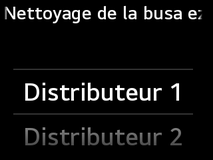 Nettoyage de la busa
Distributeur 1
Distributeur 2